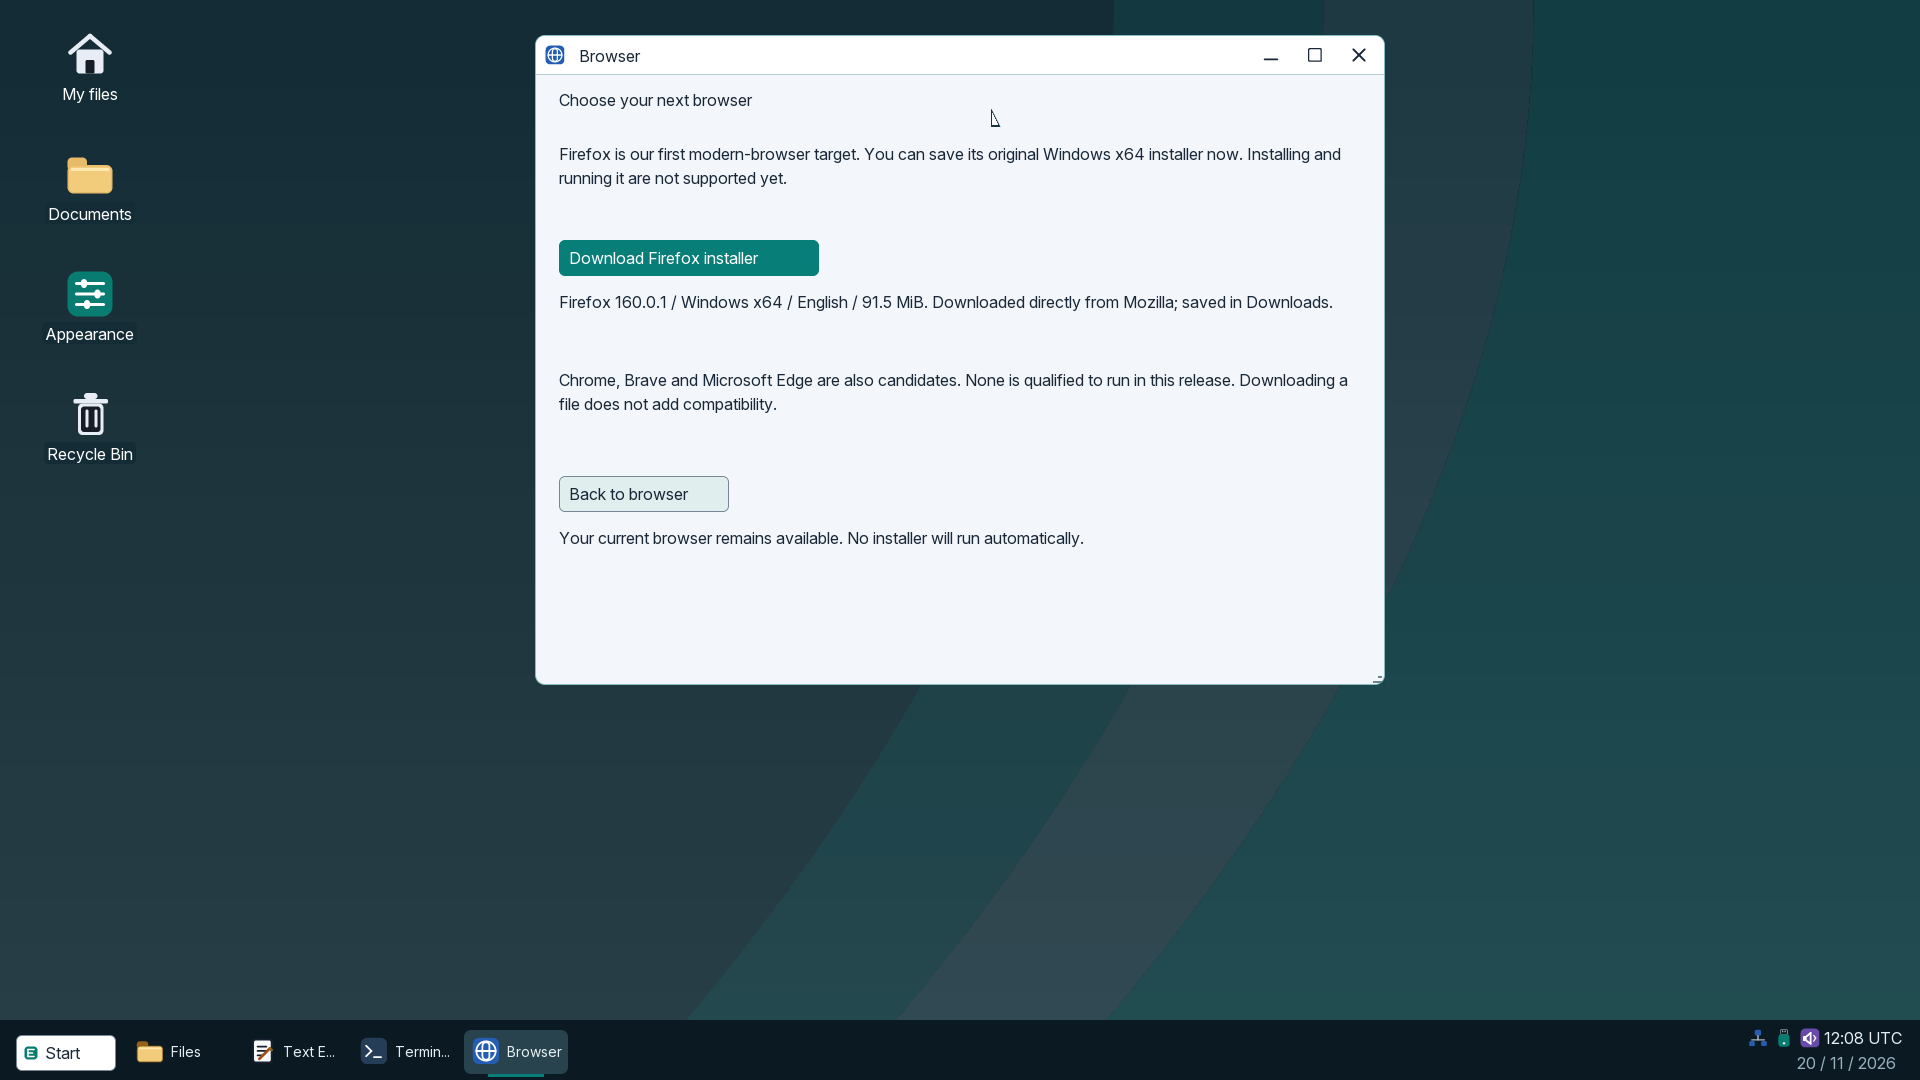 My files
Documents
Appearance
Recycle Bin
Browser
Choose your next browser
Firefox is our first modern-browser target. You can save its original Windows x64 installer now. Installing and
running it are not supported yet.
Download Firefox installer
Firefox 160.0.1 / Windows x64 / English / 91.5 MiB. Downloaded directly from Mozilla; saved in Downloads.
Chrome, Brave and Microsoft Edge are also candidates. None is qualified to run in this release. Downloading a
file does not add compatibility.
Back to browser
Your current browser remains available. No installer will run automatically.
Start
Files
Text E...
Termin...
Browser
12:08 UTC
20 / 11 / 2026